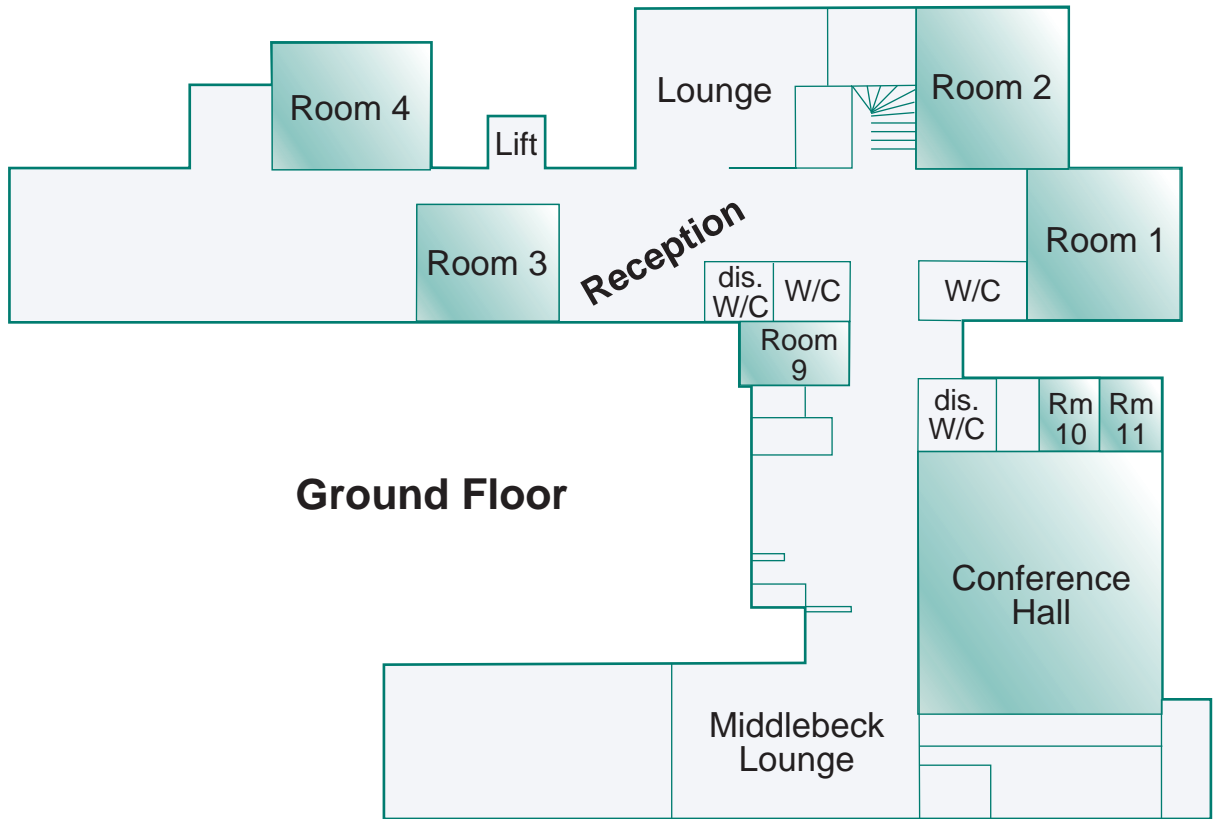 Lounge
Room 2
Room 4
Lift
Reception
Room 1
Room 3
dis.
W/C
W/C
W/C
Room
9
dis.
W/C
Rm
10
Rm
11
Ground Floor
Conference
Hall
Middlebeck
Lounge